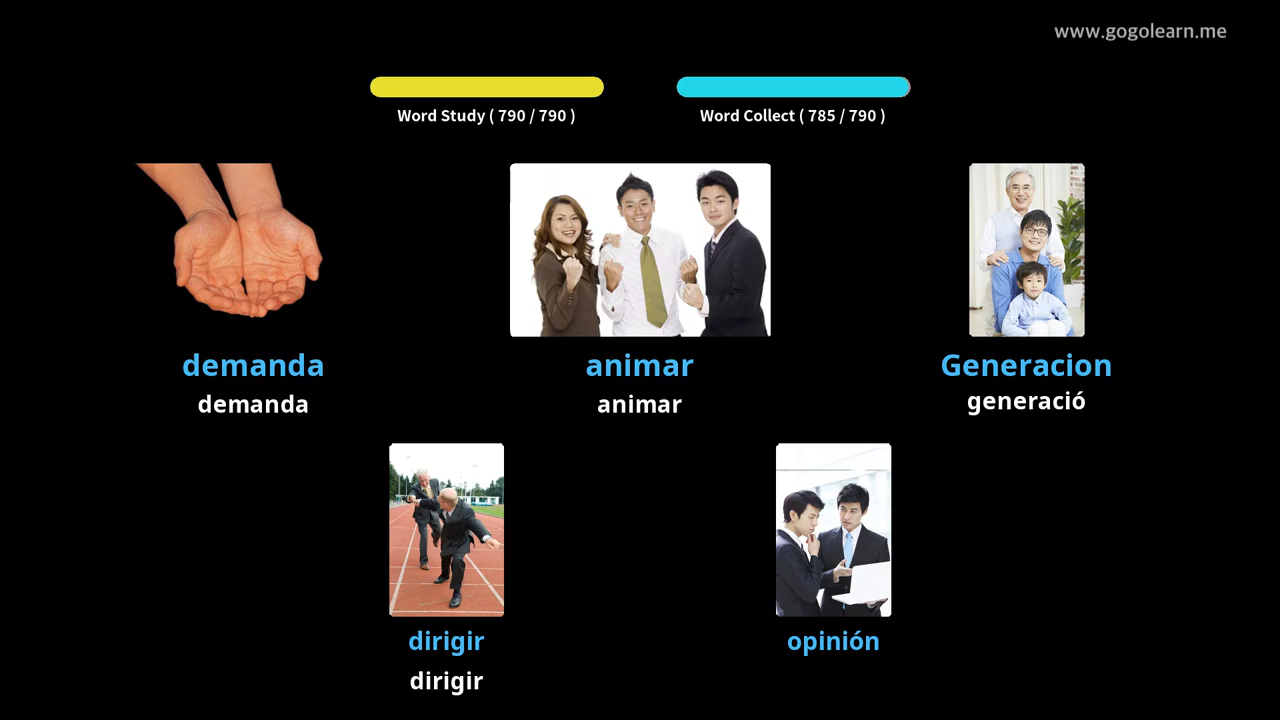 www.gogolearn.me
Word Study ( 790 / 790 )
Word Collect ( 785 / 790 )
demanda
demanda
animar
animar
Generacion
generació
dirigir
dirigir
opinión